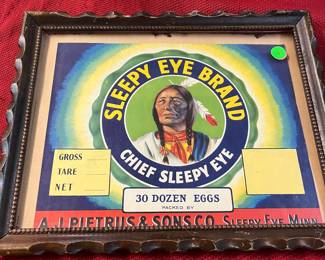 SLEEPY EYE BRAND
CHIEF SLEEPY EYE
GROSS
TARE
NET
30 DOZEN EGGS
PACKED BY
A.J.PIETRUS & SONS CO. SLEEPY EYE, MINN.